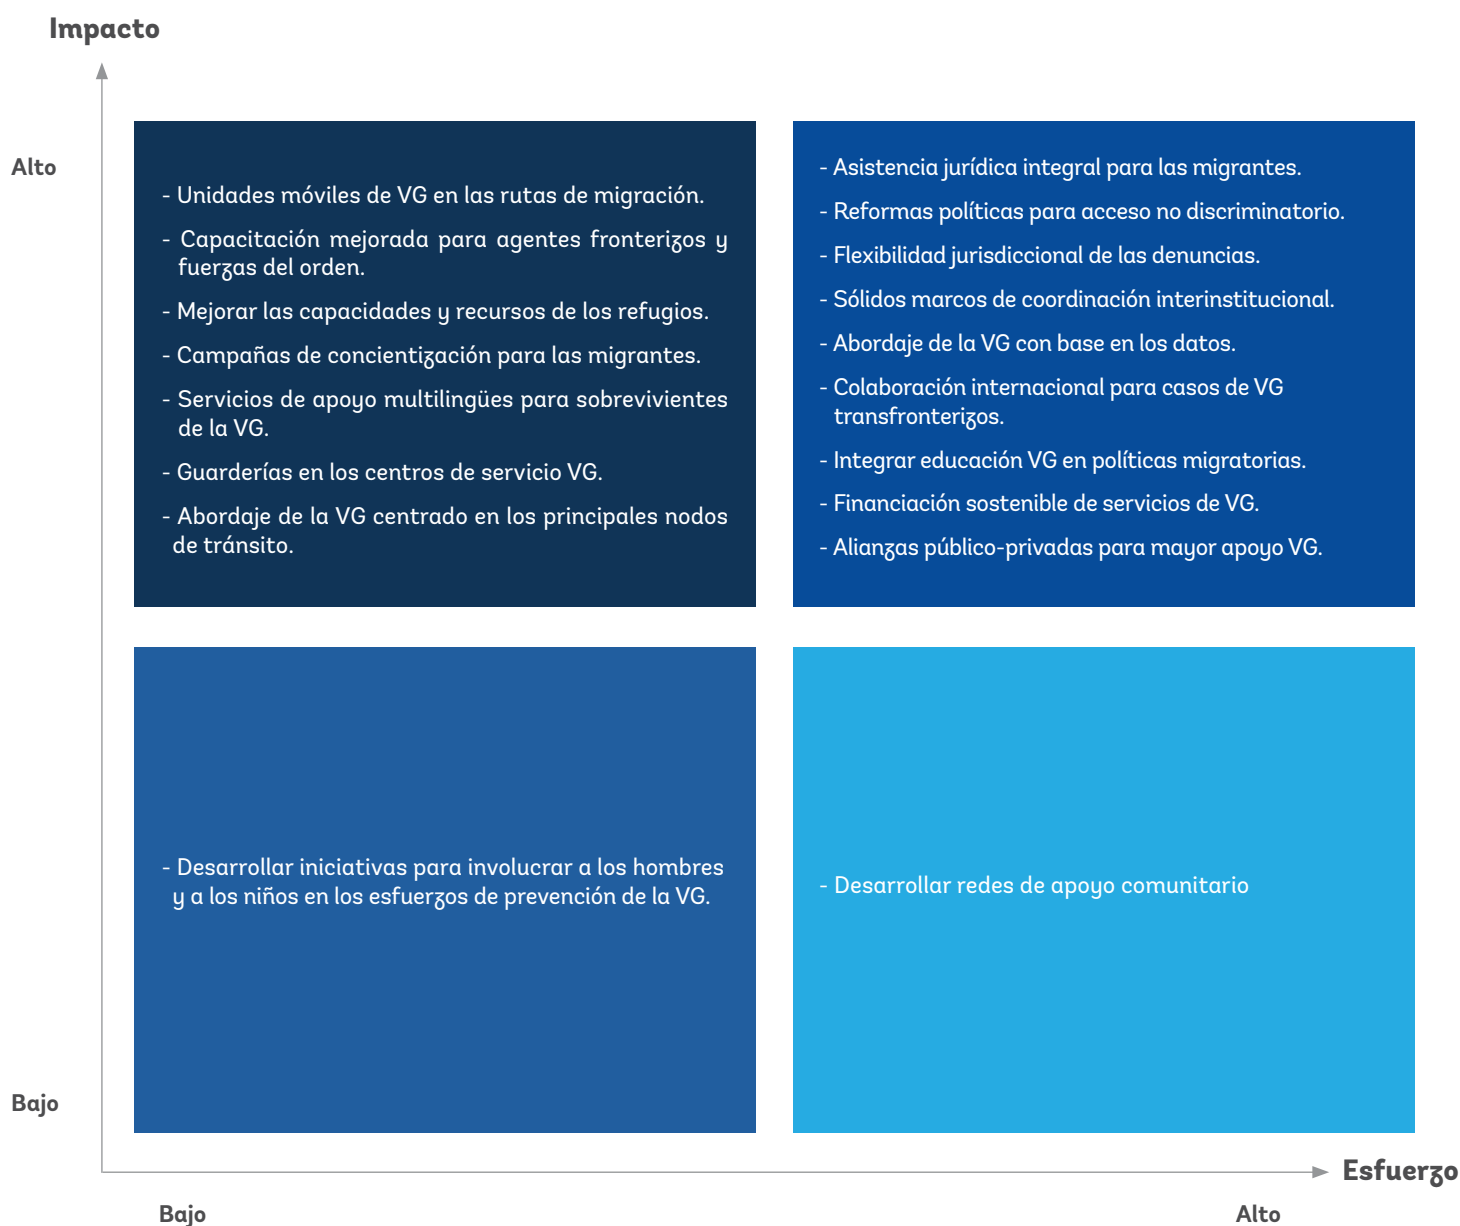 Impacto
Alto
- Unidades móviles de VG en las rutas de migración.
- Capacitación mejorada para agentes fronterizos y
fuerzas del orden.
- Mejorar las capacidades y recursos de los refugios.
- Campañas de concientización para las migrantes.
- Servicios de apoyo multilingües para sobrevivientes
de la VG.
- Guarderías en los centros de servicio VG.
- Abordaje de la VG centrado en los principales nodos
de tránsito.
- Asistencia jurídica integral para las migrantes.
- Reformas políticas para acceso no discriminatorio.
- Flexibilidad jurisdiccional de las denuncias.
- Sólidos marcos de coordinación interinstitucional.
- Abordaje de la VG con base en los datos.
- Colaboración internacional para casos de VG
transfronterizos.
- Integrar educación VG en políticas migratorias.
- Financiación sostenible de servicios de VG.
- Alianzas público-privadas para mayor apoyo VG.
- Desarrollar iniciativas para involucrar a los hombres
y a los niños en los esfuerzos de prevención de la VG.
- Desarrollar redes de apoyo comunitario
Bajo
Esfuerzo
Bajo
Alto